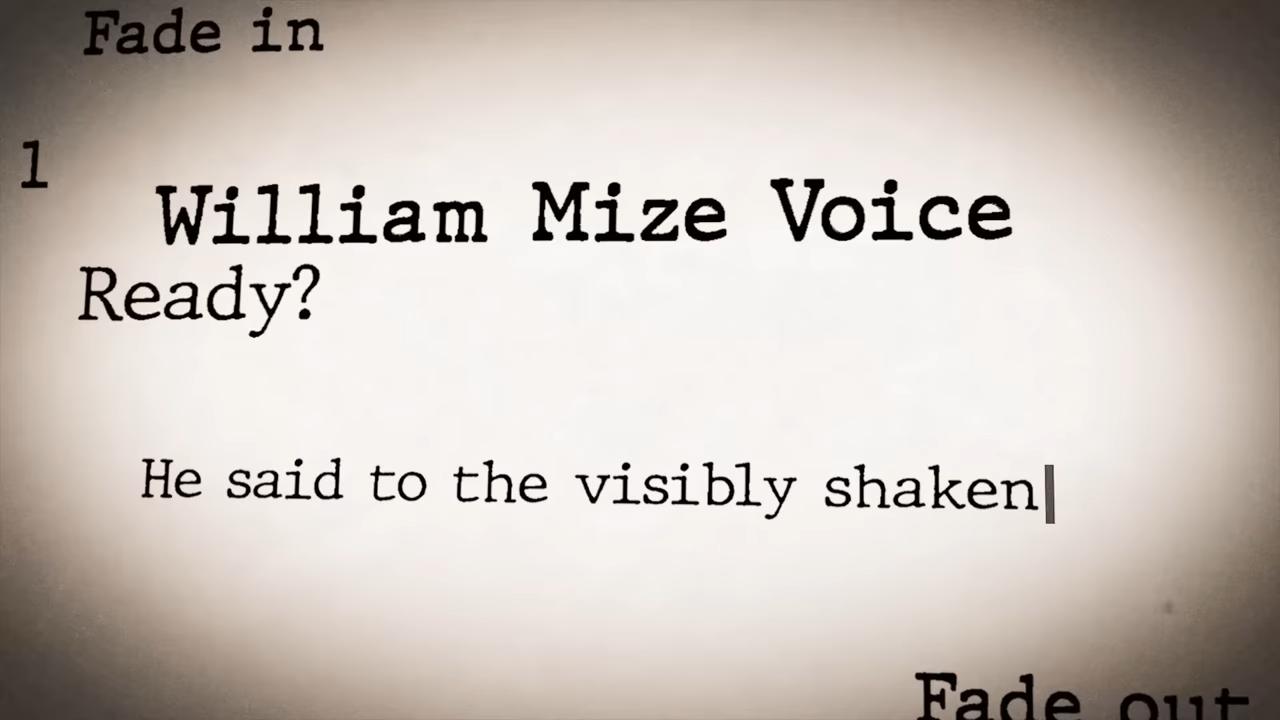 Fade in
1
William Mize Voice
Ready?
He said to the visibly shaken
Fade out